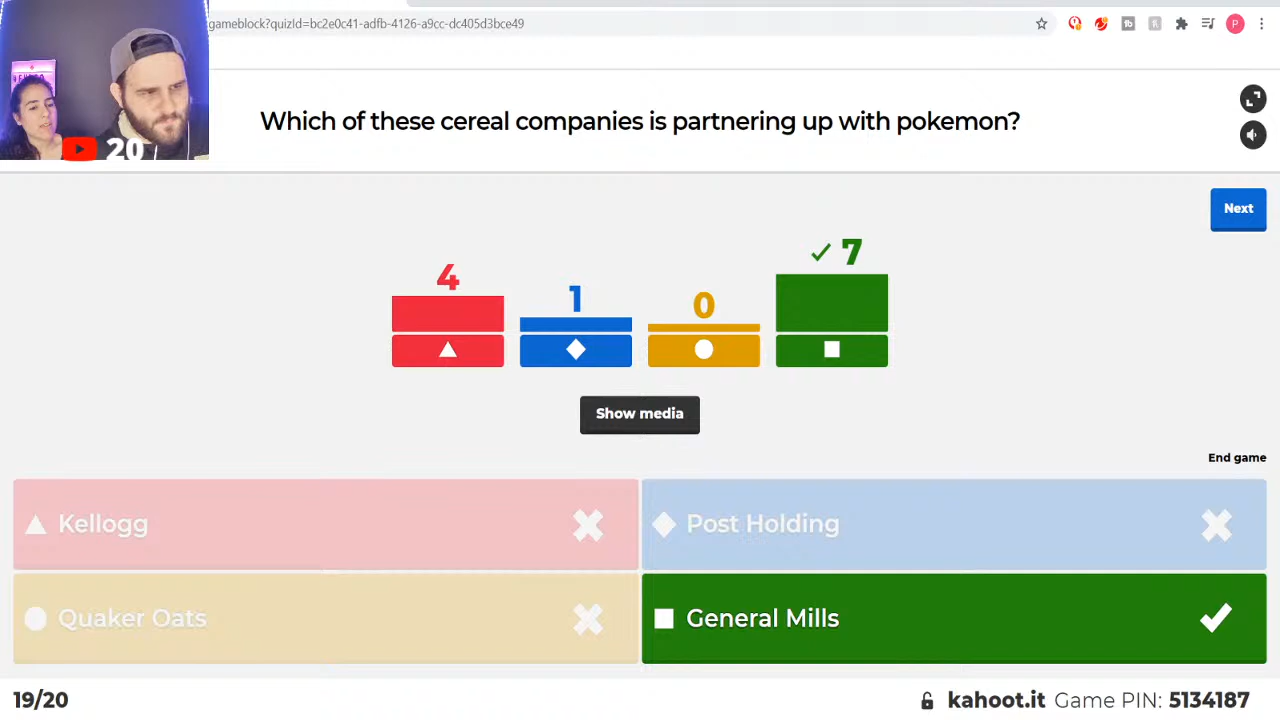 gameblock?quizId=bc2e0c41-adfb-4126-a9cc-dc405d3bce49
P
20
Which of these cereal companies is partnering up with pokemon?
Next
4
1
0
7
Show media
End game
Kellogg
Post Holding
Quaker Oats
General Mills
19/20
kahoot.it Game PIN: 5134187